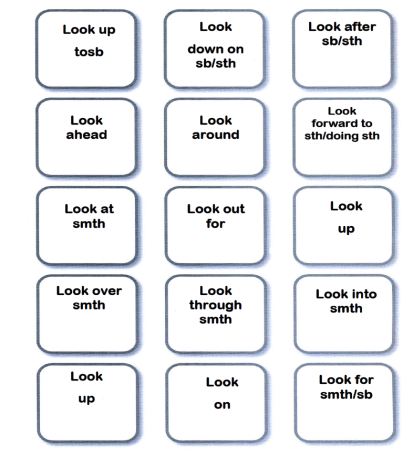 Look up
tosb
Look
down on
sb/sth
Look after
sb/sth
Look
ahead
Look
around
Look
forward to
sth/doing sth
Look at
smth
Look out
for
Look
up
Look over
smth
Look
through
smth
Look into
smth
Look
up
Look
on
Look for
smth/sb